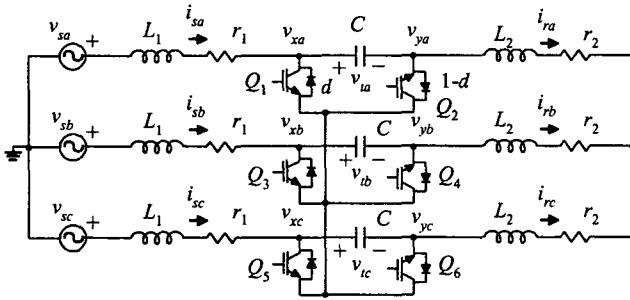 v_sa + L_1 i_sa r_1 v_xa C v_ya L_2 i_ra r_2
+ v_ta −
Q_1 d 1-d Q_2
v_sb + L_1 i_sb r_1 v_xb C v_yb L_2 i_rb r_2
+ v_tb −
Q_3 Q_4
v_sc + L_1 i_sc r_1 v_xc C v_yc L_2 i_rc r_2
+ v_tc −
Q_5 Q_6